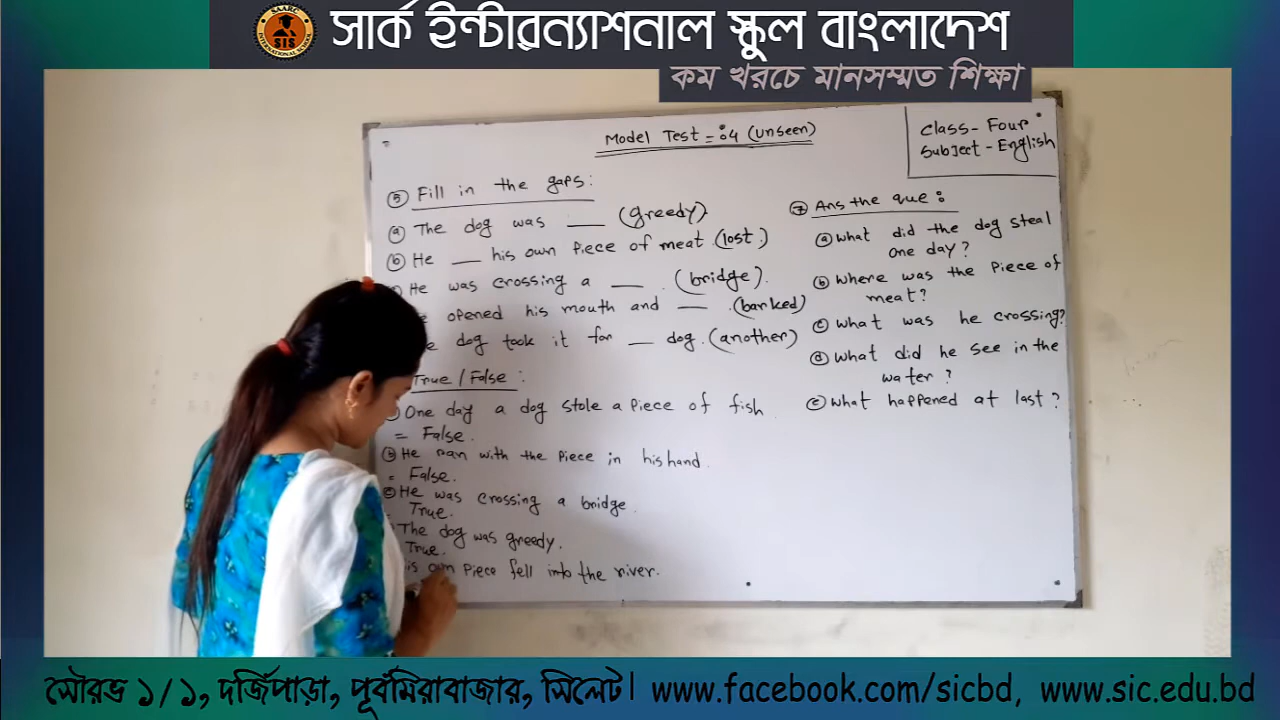 সার্ক ইন্টারন্যাশনাল স্কুল বাংলাদেশ
কম খরচে মানসম্মত শিক্ষা
SAARC
SIS
INTERNATIONAL SCHOOL
Model Test = 04 (Unseen)
Class - Four
Subject - English
5 Fill in the gaps:
a The dog was ___ (greedy)
b He ___ his own piece of meat (lost)
He was crossing a ___ . (bridge).
opened his mouth and ___ . (barked)
dog took it for ___ dog. (another)
True / False :
One day a dog stole a piece of fish
= False.
b He ran with the piece in his hand.
= False.
c He was crossing a bridge.
True.
The dog was greedy.
True.
is own piece fell into the river.
7 Ans the que :
a What did the dog steal
one day ?
b Where was the piece of
meat ?
c What was he crossing?
d What did he see in the
water ?
e What happened at last ?
সৌরভ ১/১, দর্জিপাড়া, পূর্বমিরাবাজার, সিলেট। www.facebook.com/sicbd, www.sic.edu.bd